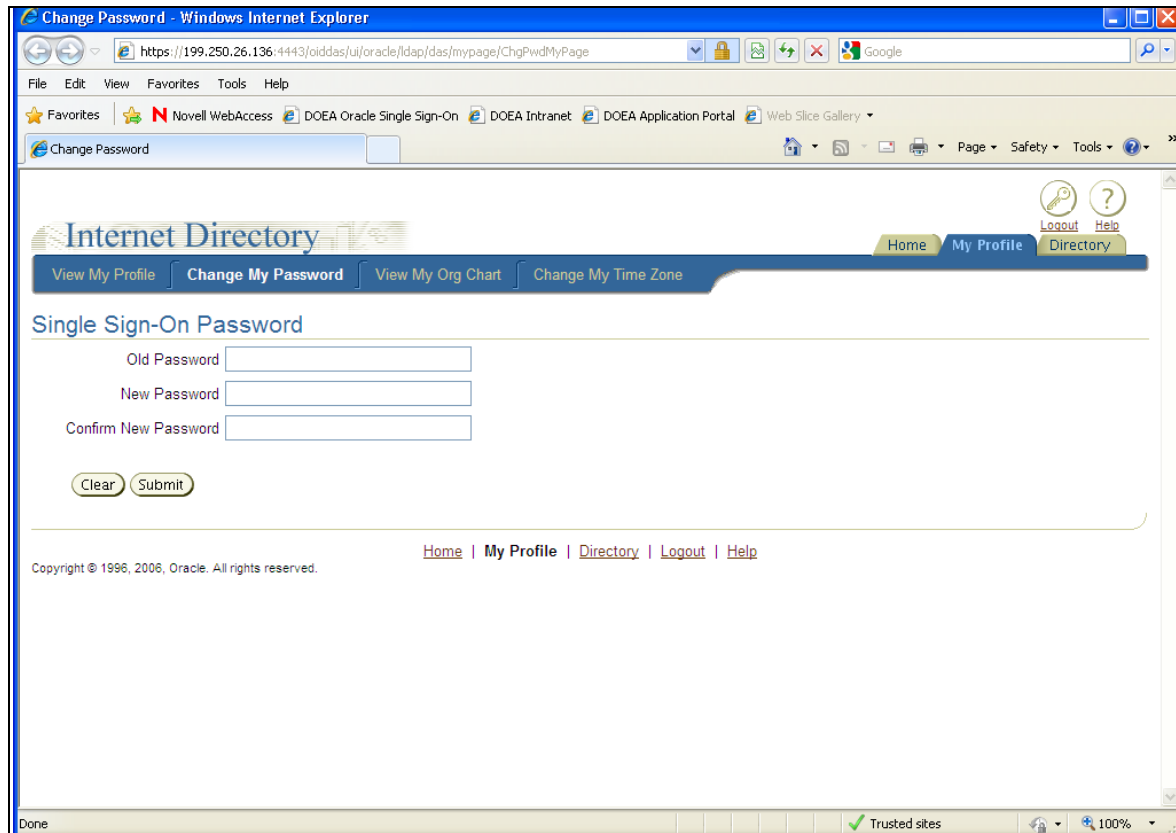 Change Password - Windows Internet Explorer
https://199.250.26.136:4443/oiddas/ui/oracle/ldap/das/mypage/ChgPwdMyPage
Google
File Edit View Favorites Tools Help
Favorites Novell WebAccess DOEA Oracle Single Sign-On DOEA Intranet DOEA Application Portal Web Slice Gallery
Change Password
Page Safety Tools »
Logout Help
Internet Directory
Home My Profile Directory
View My Profile Change My Password View My Org Chart Change My Time Zone
Single Sign-On Password
Old Password
New Password
Confirm New Password
Clear Submit
Home | My Profile | Directory | Logout | Help
Copyright © 1996, 2006, Oracle. All rights reserved.
Done Trusted sites 100%